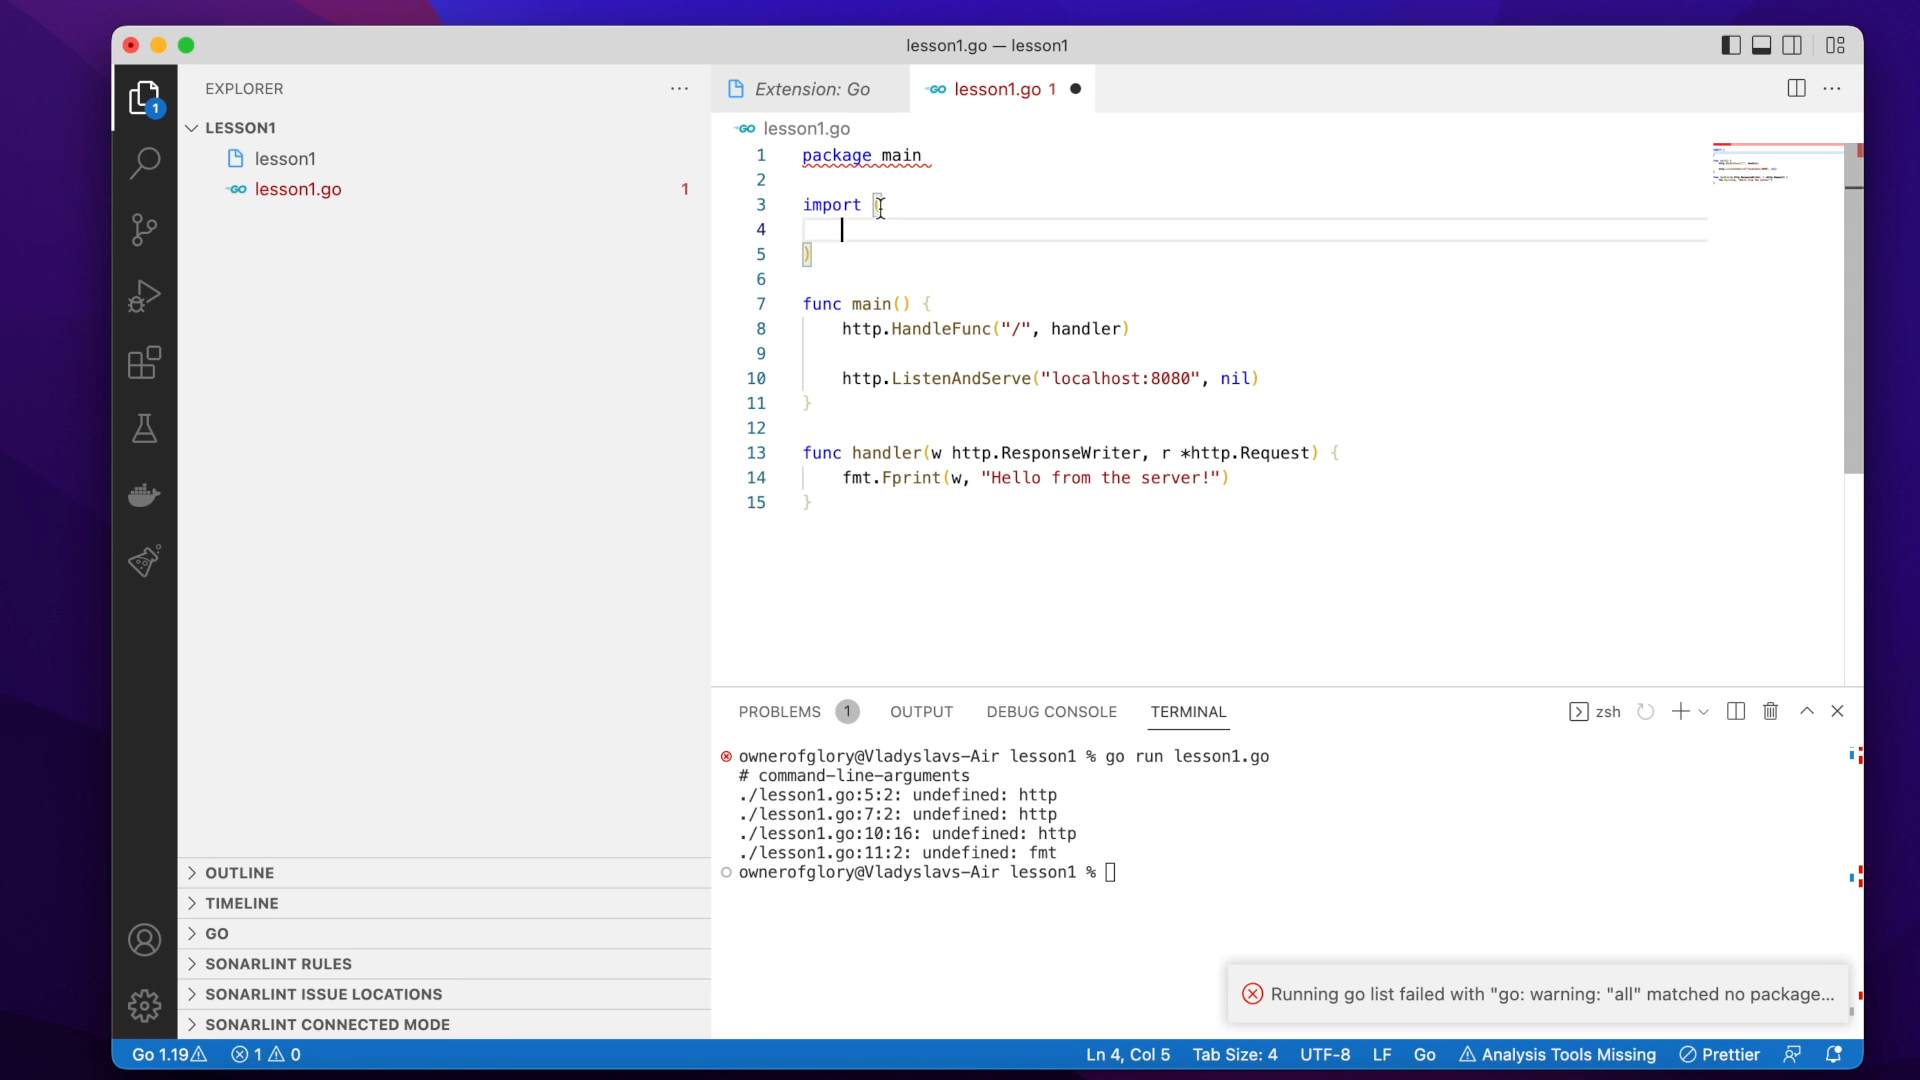 lesson1.go — lesson1
EXPLORER
Extension: Go
GO lesson1.go 1
1
LESSON1
lesson1
GO lesson1.go 1
GO lesson1.go
1 package main
2
3 import (
4
5 )
6
7 func main() {
8 http.HandleFunc("/", handler)
9
10 http.ListenAndServe("localhost:8080", nil)
11 }
12
13 func handler(w http.ResponseWriter, r *http.Request) {
14 fmt.Fprint(w, "Hello from the server!")
15 }
PROBLEMS 1 OUTPUT DEBUG CONSOLE TERMINAL
zsh
ownerofglory@Vladyslavs-Air lesson1 % go run lesson1.go
# command-line-arguments
./lesson1.go:5:2: undefined: http
./lesson1.go:7:2: undefined: http
./lesson1.go:10:16: undefined: http
./lesson1.go:11:2: undefined: fmt
ownerofglory@Vladyslavs-Air lesson1 %
OUTLINE
TIMELINE
GO
SONARLINT RULES
SONARLINT ISSUE LOCATIONS
SONARLINT CONNECTED MODE
Running go list failed with "go: warning: "all" matched no package...
Go 1.19 1 0 Ln 4, Col 5 Tab Size: 4 UTF-8 LF Go Analysis Tools Missing Prettier